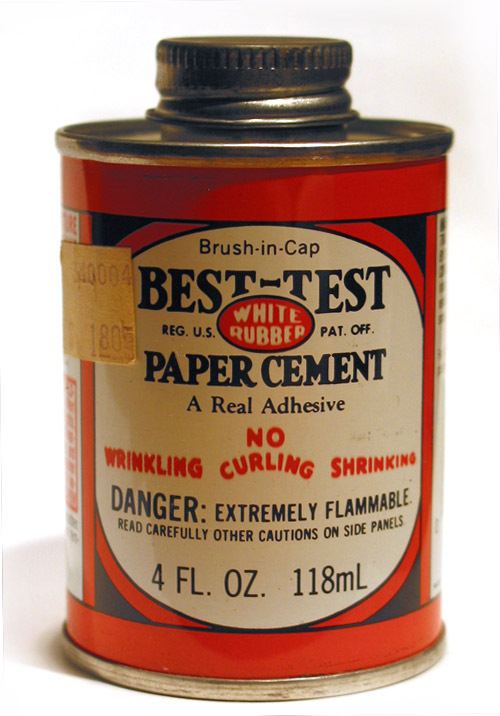 Brush-in-Cap
BEST-TEST
WHITE
RUBBER
REG. U.S. PAT. OFF.
PAPER CEMENT
A Real Adhesive
NO
WRINKLING CURLING SHRINKING
DANGER: EXTREMELY FLAMMABLE.
READ CAREFULLY OTHER CAUTIONS ON SIDE PANELS
4 FL. OZ. 118mL